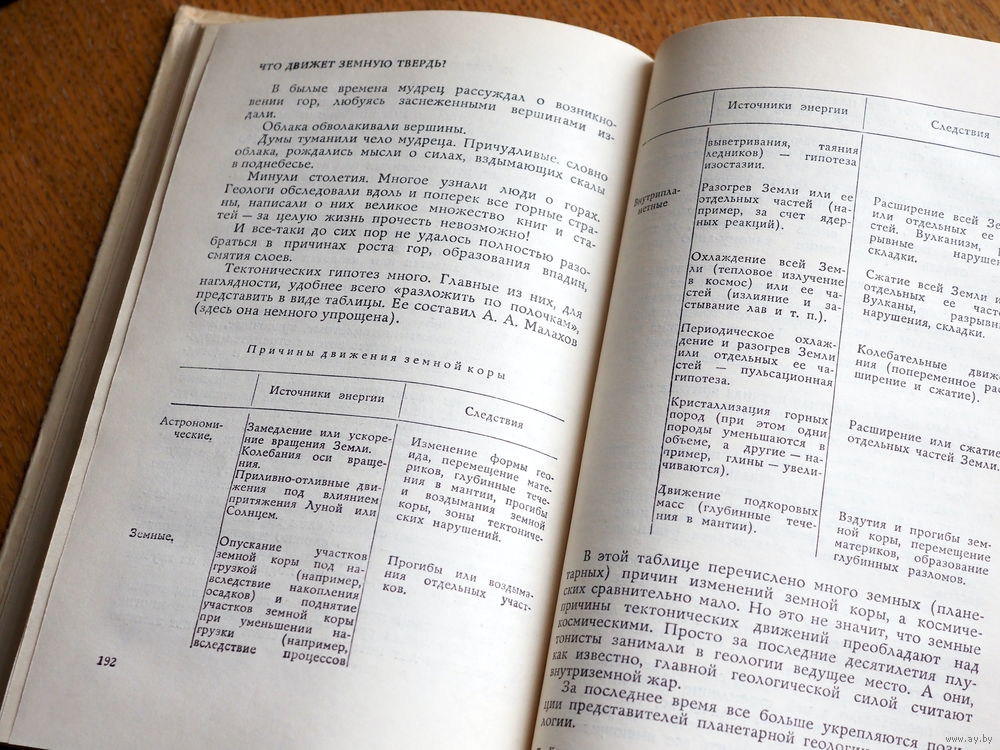 ЧТО ДВИЖЕТ ЗЕМНУЮ ТВЕРДЬ?
В былые времена мудрец рассуждал о возникно-
вении гор, любуясь заснеженными вершинами из-
дали.
Облака обволакивали вершины.
Думы туманили чело мудреца. Причудливые, словно
облака, рождались мысли о силах, вздымающих скалы
в поднебесье.
Минули столетия. Многое узнали люди о горах.
Геологи обследовали вдоль и поперек все горные стра-
ны, написали о них великое множество книг и ста-
тей — за целую жизнь прочесть невозможно!
И все-таки до сих пор не удалось полностью разо-
браться в причинах роста гор, образования впадин,
смятия слоев.
Тектонических гипотез много. Главные из них, для
наглядности, удобнее всего «разложить по полочкам»,
представить в виде таблицы. Ее составил А. А. Малахов
(здесь она немного упрощена).
Причины движения земной коры
Источники энергии
Следствия
Астрономи-
ческие.
Замедление или ускоре-
ние вращения Земли.
Колебания оси враще-
ния.
Приливно-отливные дви-
жения под влиянием
притяжения Луной или
Солнцем.
Изменение формы гео-
ида, перемещение мате-
риков, глубинные тече-
ния в мантии, прогибы
и воздымания земной
коры, зоны тектониче-
ских нарушений.
Земные.
Опускание участков
земной коры под на-
грузкой (например,
вследствие накопления
осадков) и поднятие
участков земной коры
при уменьшении на-
грузки (например,
вследствие процессов
Прогибы или воздыма-
ния отдельных участ-
ков.
192
Источники энергии
Следствия
выветривания, таяния
ледников) — гипотеза
изостазии.
Внутрипла-
нетные
Разогрев Земли или ее
отдельных частей (на-
пример, за счет ядер-
ных реакций).
Расширение всей
или отдельных ее
стей. Вулканизм,
рывные
складки.
Охлаждение всей Зем-
ли (тепловое излучение
в космос) или ее ча-
стей (излияние и за-
стывание лав и т. п.).
Сжатие всей Земли
отдельных ее
Вулканы,
нарушения, складки.
Периодическое охлаж-
дение и разогрев Земли
или отдельных ее ча-
стей — пульсационная
гипотеза.
Колебательные
ния (попеременное
ширение и сжатие).
Кристаллизация горных
пород (при этом одни
породы уменьшаются в
объеме, а другие — на-
пример, глины — увели-
чиваются).
Расширение или сжатие
отдельных частей Земли.
Движение подкоровых
масс (глубинные тече-
ния в мантии).
Вздутия и прогибы зем-
ной коры, перемещение
материков, образование
глубинных разломов.
В этой таблице перечислено много земных (плане-
тарных) причин изменений земной коры, а космиче-
ских сравнительно мало. Но это не значит, что земные
причины тектонических движений преобладают над
космическими. Просто за последние десятилетия плу-
тонисты занимали в геологии ведущее место. А они,
как известно, главной геологической силой считают
внутриземной жар.
За последнее время все больше укрепляются
ции представителей планетарной
логии.
www.ay.by